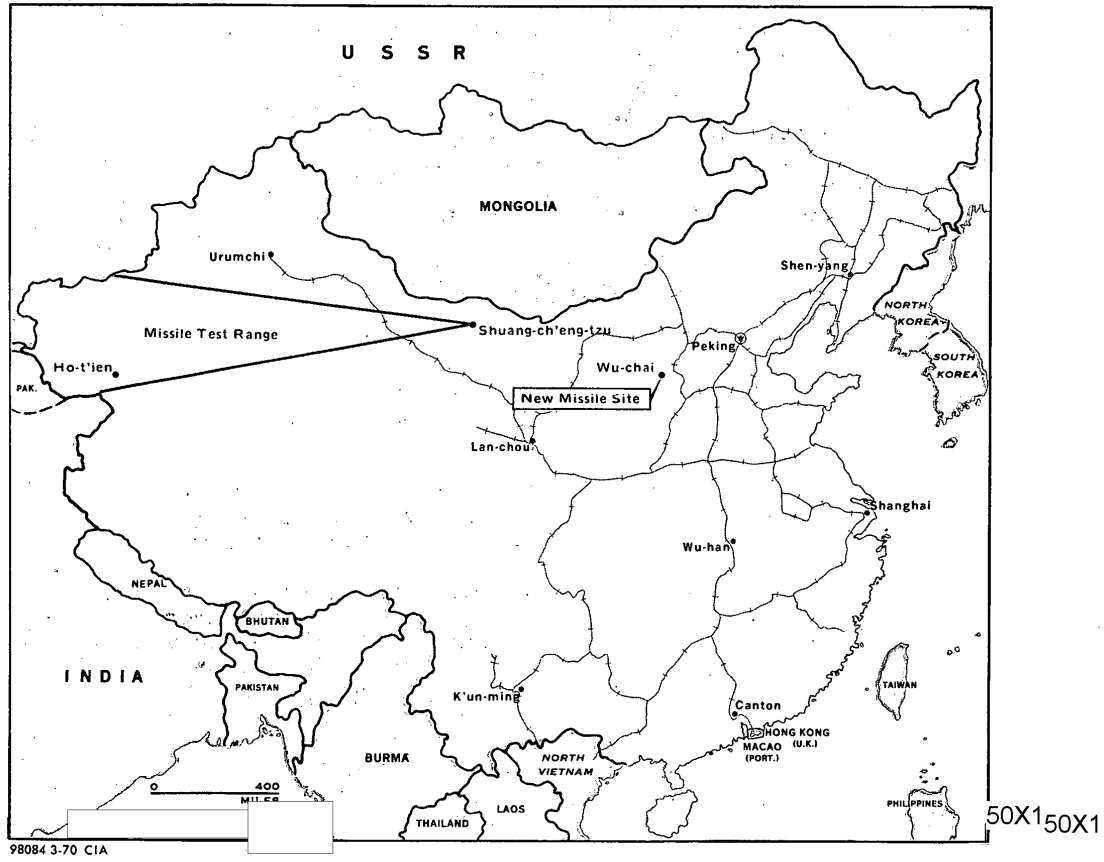 U S S R
MONGOLIA
Urumchi
Shen-yang
Shuang-ch'eng-tzu
Missile Test Range
NORTH
KOREA
Peking
SOUTH
KOREA
Ho-t'ien
Wu-chai
PAK.
New Missile Site
Lan-chou
Shanghai
Wu-han
NEPAL
BHUTAN
INDIA
PAKISTAN
TAIWAN
K'un-ming
Canton
HONG KONG
(U.K.)
MACAO
(PORT.)
BURMA
NORTH
VIETNAM
0 400
MILES
LAOS
PHILIPPINES
THAILAND
50X1
50X1
98084 3-70 CIA